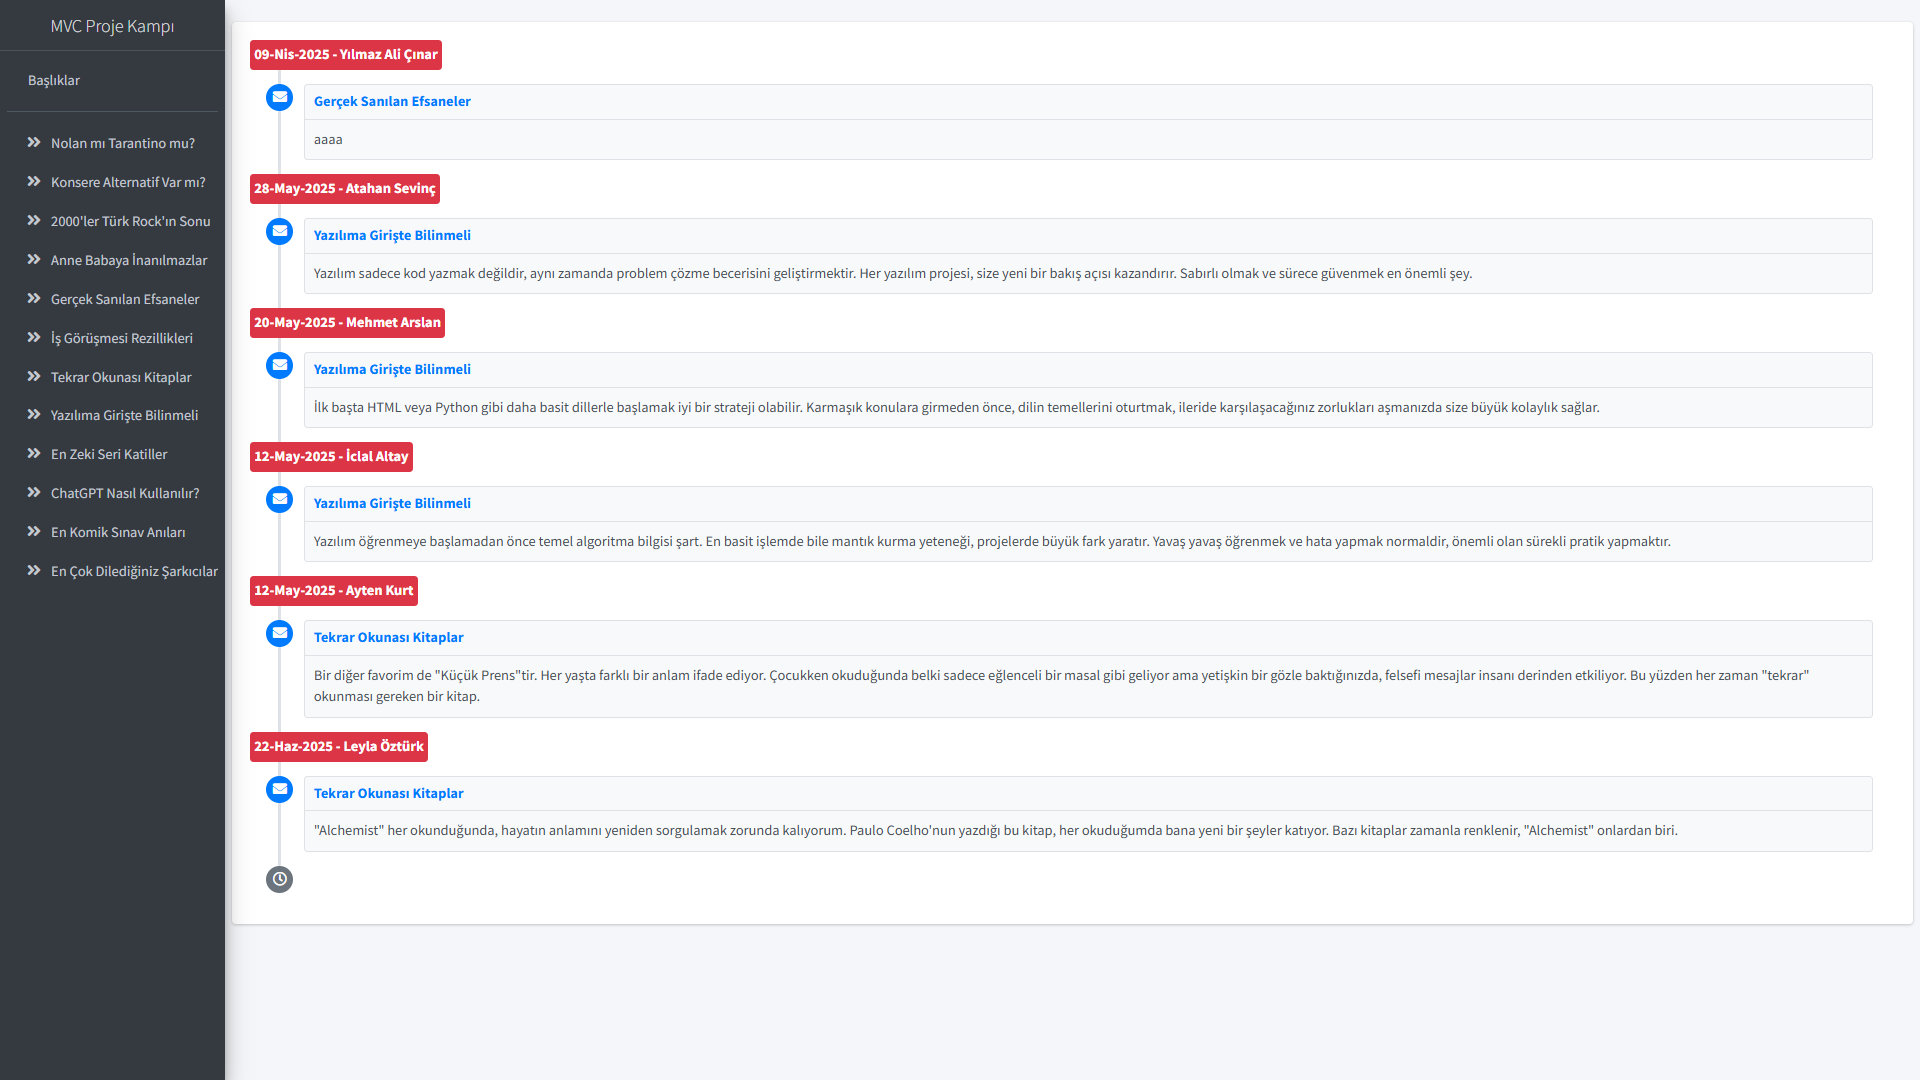 MVC Proje Kampı
Başlıklar
Nolan mı Tarantino mu?
Konsere Alternatif Var mı?
2000'ler Türk Rock'ın Sonu
Anne Babaya İnanılmazlar
Gerçek Sanılan Efsaneler
İş Görüşmesi Rezillikleri
Tekrar Okunası Kitaplar
Yazılıma Girişte Bilinmeli
En Zeki Seri Katiller
ChatGPT Nasıl Kullanılır?
En Komik Sınav Anıları
En Çok Dilediğiniz Şarkıcılar
09-Nis-2025 - Yılmaz Ali Çınar
Gerçek Sanılan Efsaneler
aaaa
28-May-2025 - Atahan Sevinç
Yazılıma Girişte Bilinmeli
Yazılım sadece kod yazmak değildir, aynı zamanda problem çözme becerisini geliştirmektir. Her yazılım projesi, size yeni bir bakış açısı kazandırır. Sabırlı olmak ve sürece güvenmek en önemli şey.
20-May-2025 - Mehmet Arslan
Yazılıma Girişte Bilinmeli
İlk başta HTML veya Python gibi daha basit dillerle başlamak iyi bir strateji olabilir. Karmaşık konulara girmeden önce, dilin temellerini oturtmak, ileride karşılaşacağınız zorlukları aşmanızda size büyük kolaylık sağlar.
12-May-2025 - İclal Altay
Yazılıma Girişte Bilinmeli
Yazılım öğrenmeye başlamadan önce temel algoritma bilgisi şart. En basit işlemde bile mantık kurma yeteneği, projelerde büyük fark yaratır. Yavaş yavaş öğrenmek ve hata yapmak normaldir, önemli olan sürekli pratik yapmaktır.
12-May-2025 - Ayten Kurt
Tekrar Okunası Kitaplar
Bir diğer favorim de "Küçük Prens"tir. Her yaşta farklı bir anlam ifade ediyor. Çocukken okuduğunda belki sadece eğlenceli bir masal gibi geliyor ama yetişkin bir gözle baktığınızda, felsefi mesajlar insanı derinden etkiliyor. Bu yüzden her zaman "tekrar"
okunması gereken bir kitap.
22-Haz-2025 - Leyla Öztürk
Tekrar Okunası Kitaplar
"Alchemist" her okunduğunda, hayatın anlamını yeniden sorgulamak zorunda kalıyorum. Paulo Coelho'nun yazdığı bu kitap, her okuduğumda bana yeni bir şeyler katıyor. Bazı kitaplar zamanla renklenir, "Alchemist" onlardan biri.